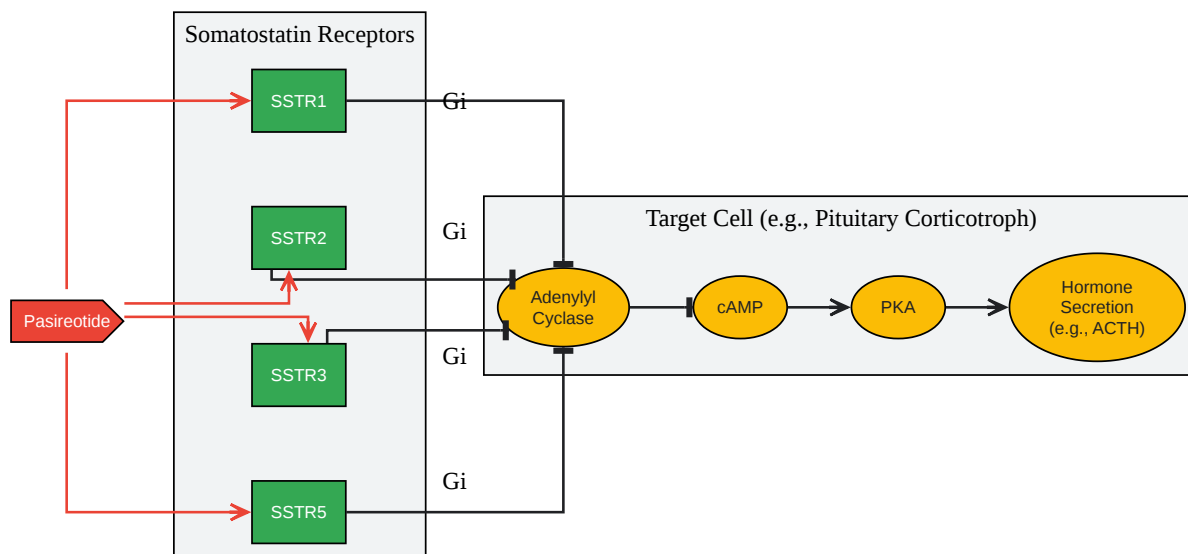 Somatostatin Receptors
SSTR1
Gi
SSTR2
Gi
Target Cell (e.g., Pituitary Corticotroph)
Pasireotide
Adenylyl
Cyclase
cAMP
PKA
Hormone
Secretion
(e.g., ACTH)
SSTR3
Gi
SSTR5
Gi